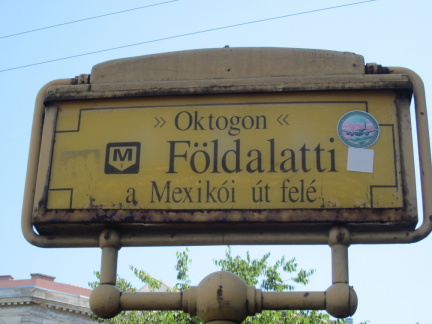 » Oktogon «
M Földalatti
a Mexikói út felé